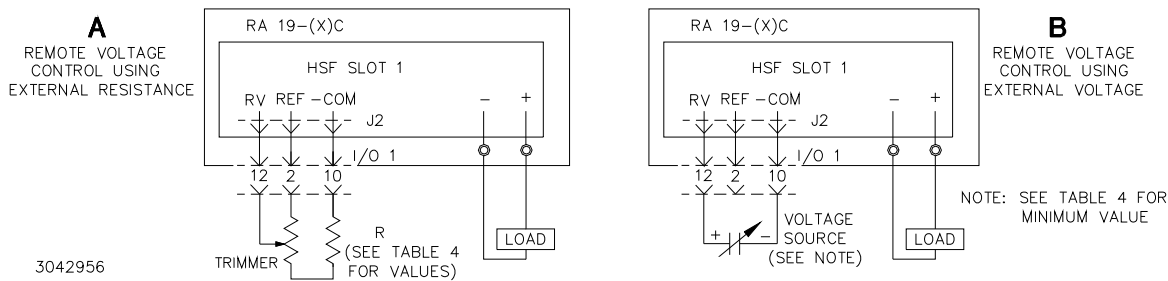 A
REMOTE VOLTAGE
CONTROL USING
EXTERNAL RESISTANCE
RA 19-(X)C
HSF SLOT 1
RV REF -COM - +
J2
I/O 1
12 2 10
TRIMMER
R
(SEE TABLE 4
FOR VALUES)
LOAD
3042956
RA 19-(X)C
HSF SLOT 1
RV REF -COM - +
J2
I/O 1
12 2 10
+ -
VOLTAGE
SOURCE
(SEE NOTE)
LOAD
B
REMOTE VOLTAGE
CONTROL USING
EXTERNAL VOLTAGE
NOTE: SEE TABLE 4 FOR
MINIMUM VALUE